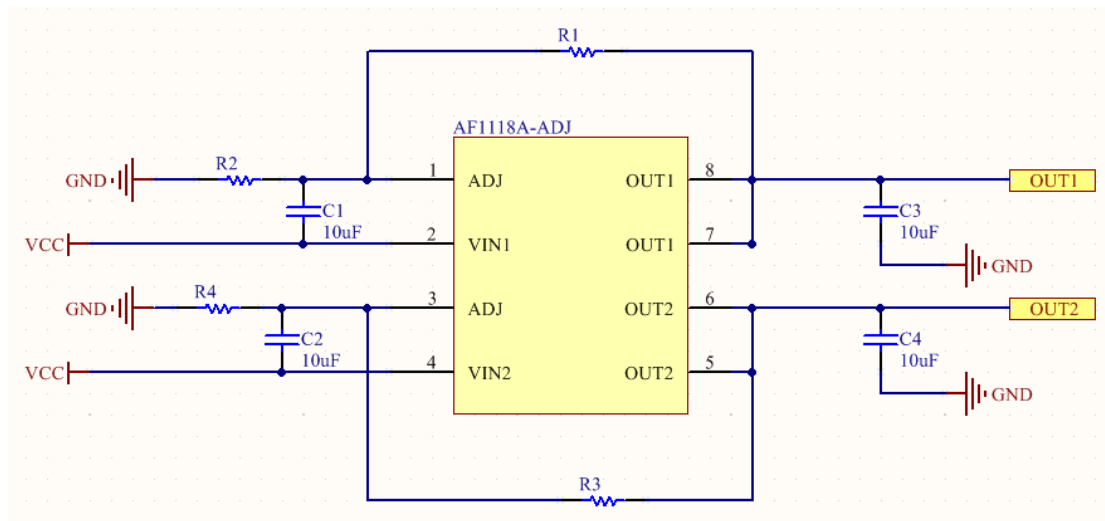 R1
AF1118A-ADJ
GND R2 1 ADJ OUT1 8 OUT1
C1 C3
10uF 10uF
VCC 2 VIN1 OUT1 7
GND
GND R4 3 ADJ OUT2 6 OUT2
C2 C4
10uF 10uF
VCC 4 VIN2 OUT2 5
GND
R3